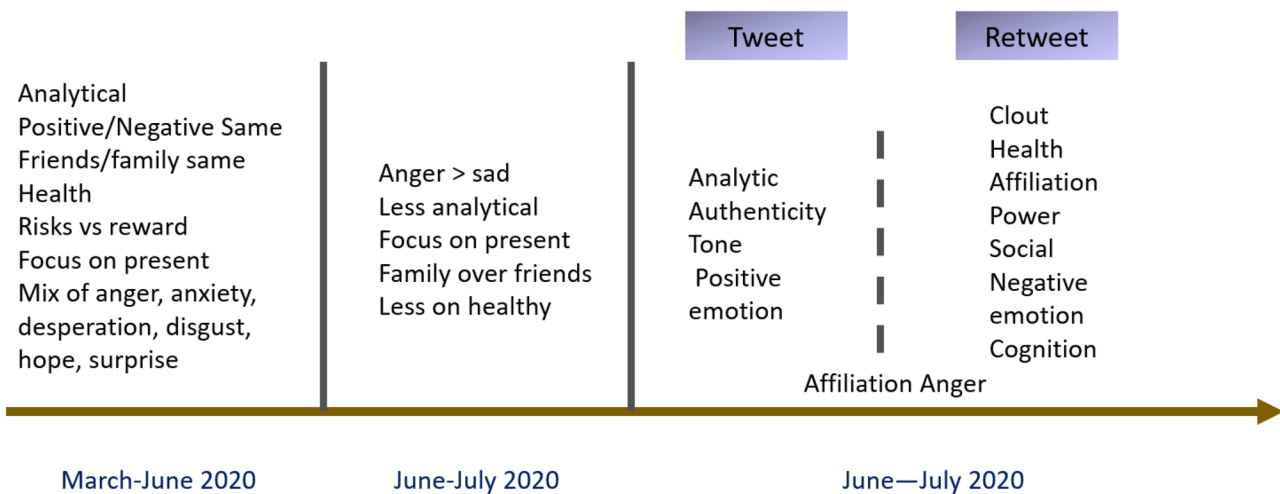 Tweet
Retweet
Analytical
Positive/Negative Same
Friends/family same
Health
Risks vs reward
Focus on present
Mix of anger, anxiety,
desperation, disgust,
hope, surprise
Anger > sad
Less analytical
Focus on present
Family over friends
Less on healthy
Analytic
Authenticity
Tone
Positive
emotion
Clout
Health
Affiliation
Power
Social
Negative
emotion
Cognition
Affiliation Anger
March-June 2020
June-July 2020
June—July 2020